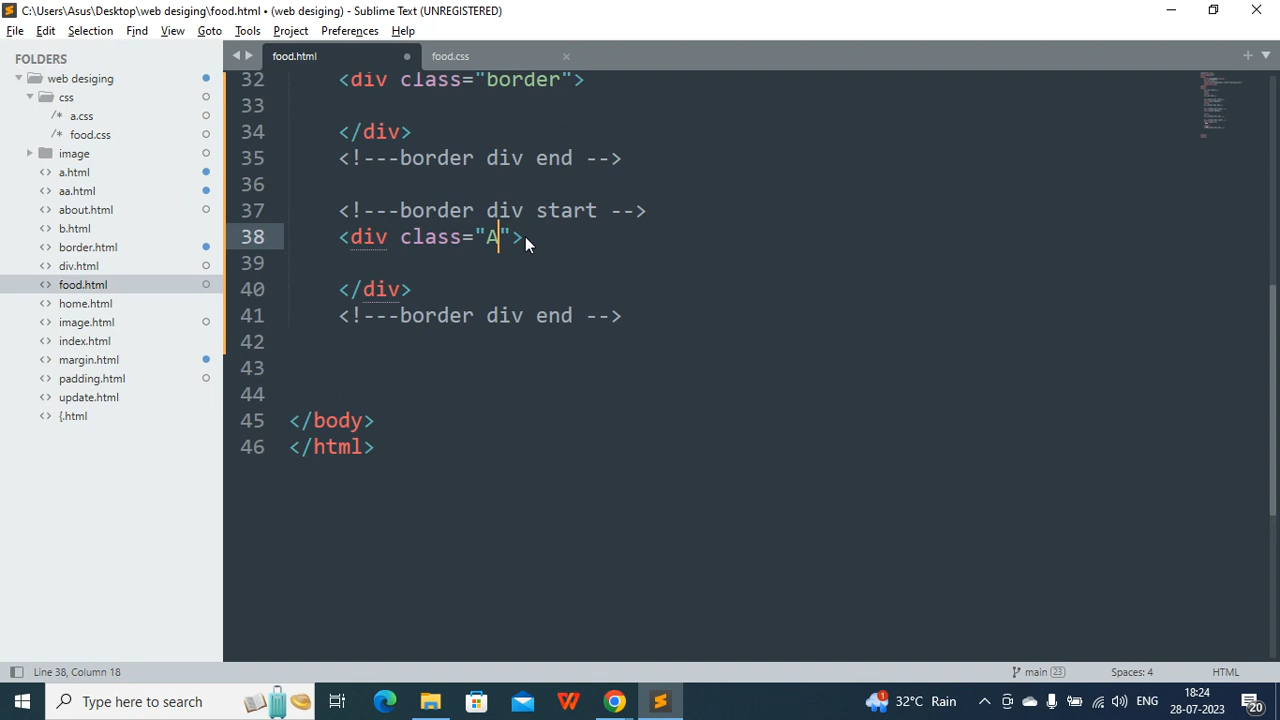 C:\Users\Asus\Desktop\web desiging\food.html • (web desiging) - Sublime Text (UNREGISTERED)
File Edit Selection Find View Goto Tools Project Preferences Help
FOLDERS
web desiging
css
/* a.css
/* food.css
image
<> a.html
<> aa.html
<> about.html
<> b.html
<> border.html
<> div.html
<> food.html
<> home.html
<> image.html
<> index.html
<> margin.html
<> padding.html
<> update.html
<> {.html
food.html food.css
32 <div class="border">
33
34 </div>
35 <!---border div end -->
36
37 <!---border div start -->
38 <div class="A">
39
40 </div>
41 <!---border div end -->
42
43
44
45 </body>
46 </html>
Line 38, Column 18 main 23 Spaces: 4 HTML
Type here to search 1 32°C Rain ENG 18:24
28-07-2023 20